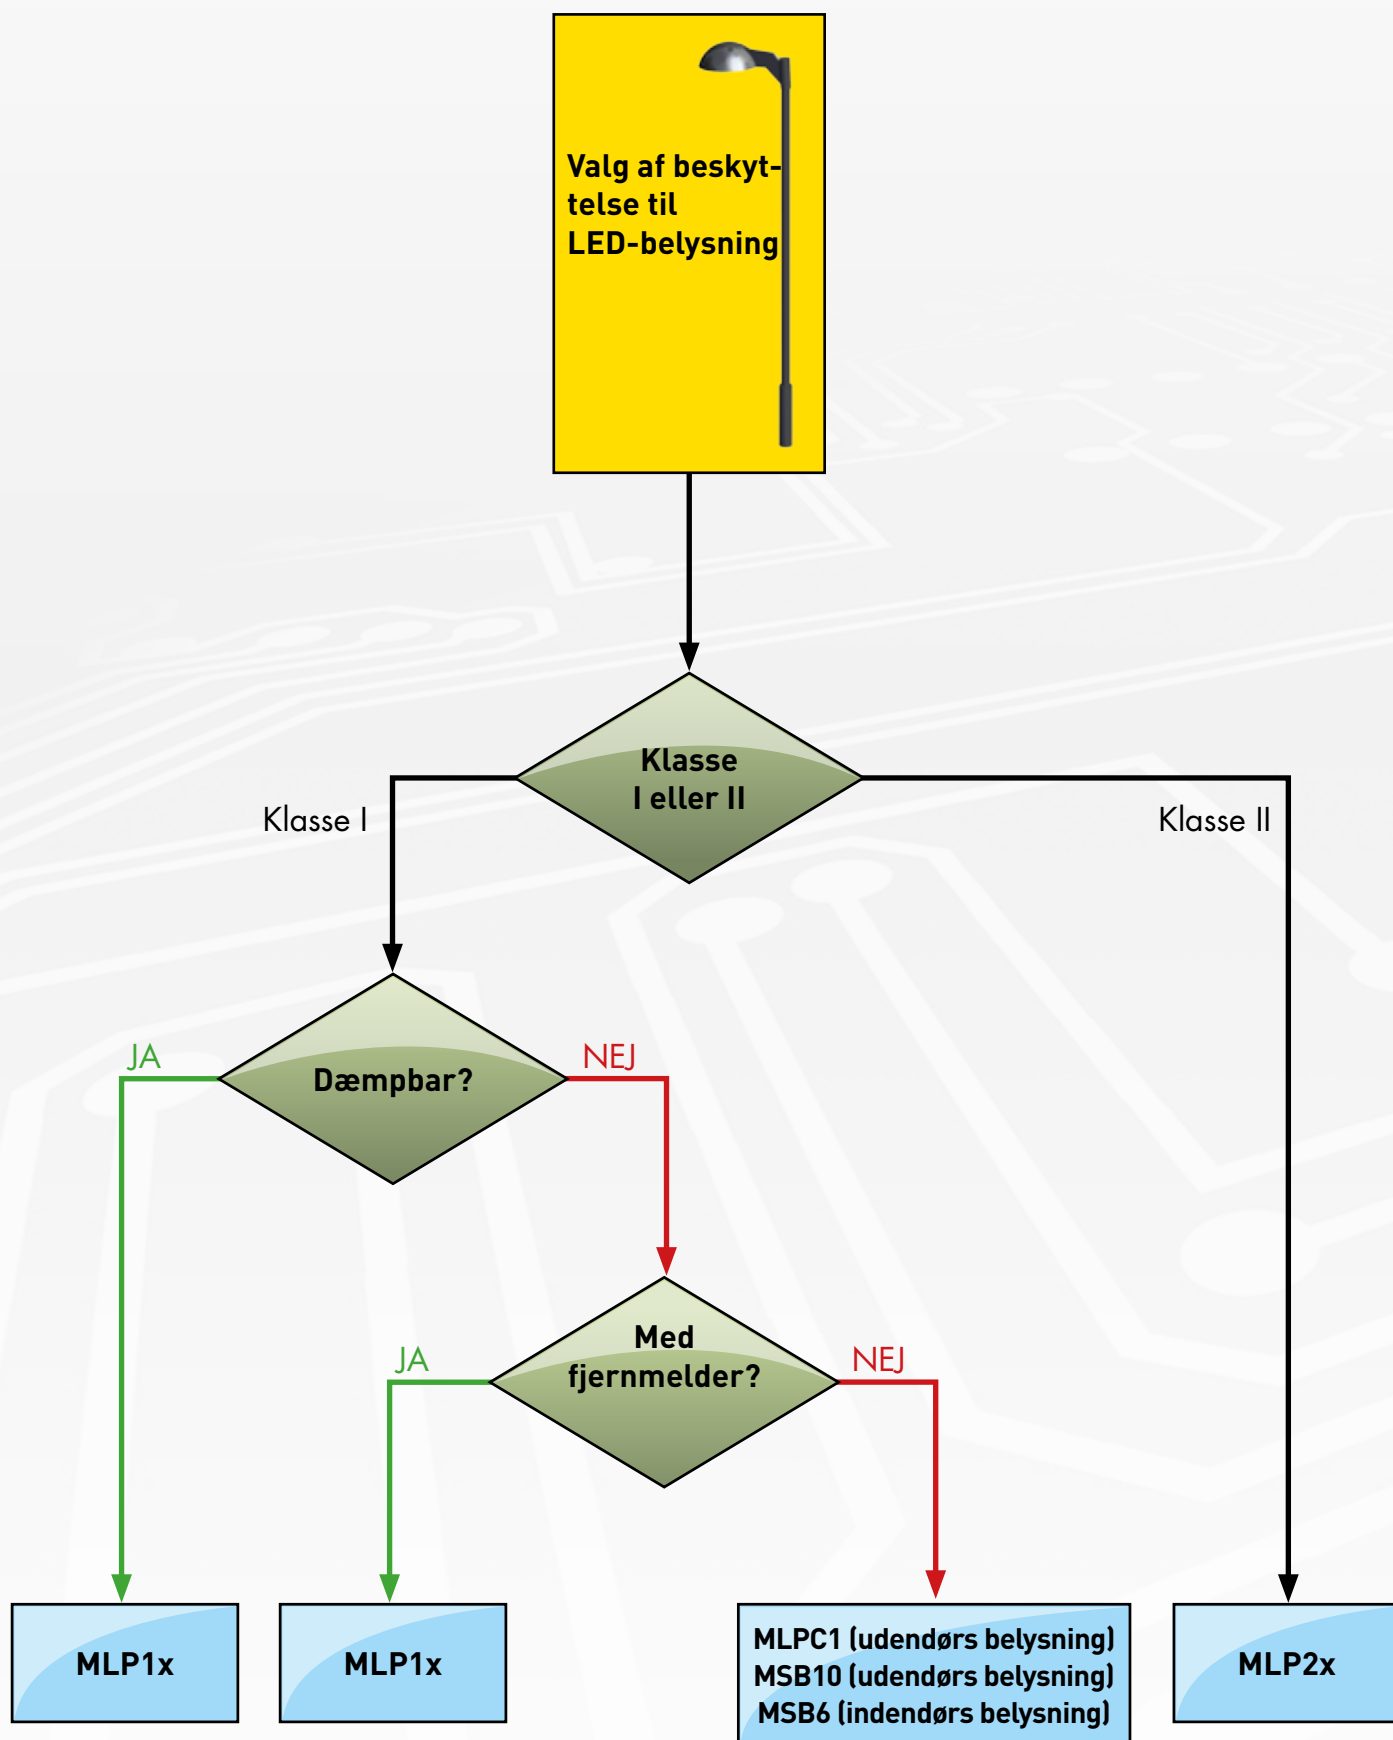 Valg af beskyt-
telse til
LED-belysning
Klasse
I eller II
Klasse I
Klasse II
JA
Dæmpbar?
NEJ
JA
Med
fjernmelder?
NEJ
MLP1x
MLP1x
MLPC1 (udendørs belysning)
MSB10 (udendørs belysning)
MSB6 (indendørs belysning)
MLP2x